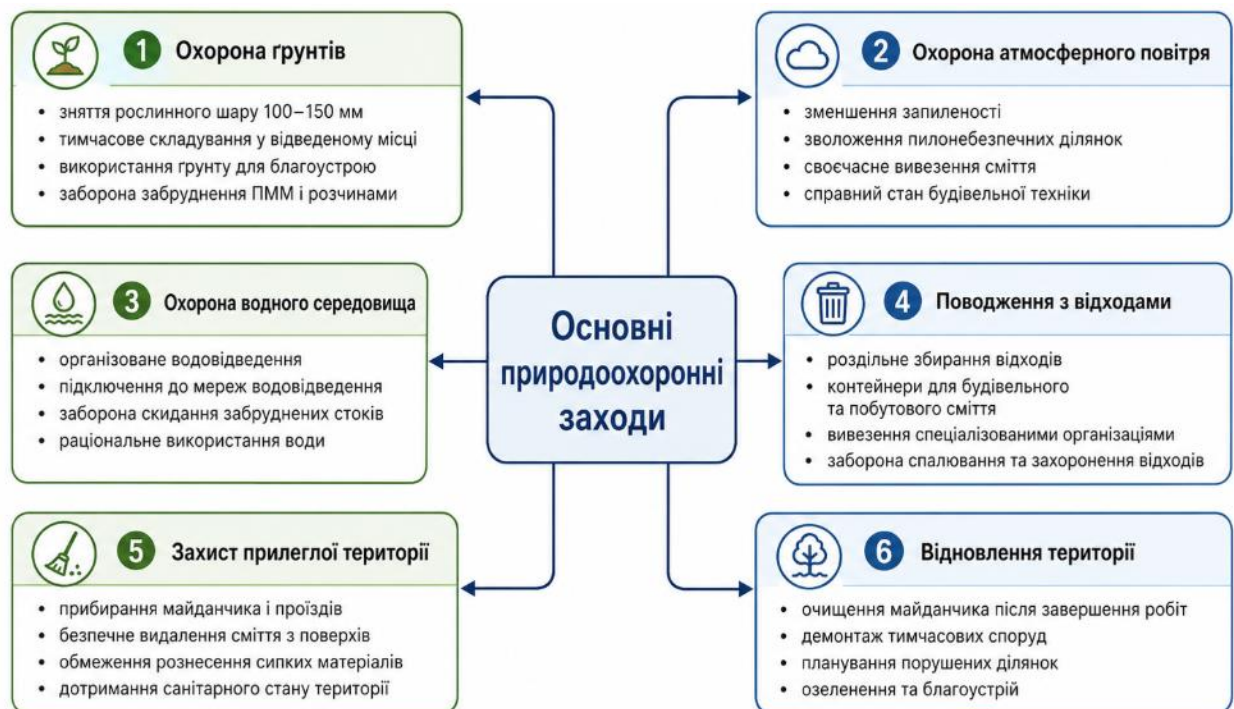 1 Охорона ґрунтів
• зняття рослинного шару 100–150 мм
• тимчасове складування у відведеному місці
• використання ґрунту для благоустрою
• заборона забруднення ПММ і розчинами
2 Охорона атмосферного повітря
• зменшення запиленості
• зволоження пилонебезпечних ділянок
• своєчасне вивезення сміття
• справний стан будівельної техніки
3 Охорона водного середовища
• організоване водовідведення
• підключення до мереж водовідведення
• заборона скидання забруднених стоків
• раціональне використання води
Основні
природоохоронні
заходи
4 Поводження з відходами
• роздільне збирання відходів
• контейнери для будівельного
та побутового сміття
• вивезення спеціалізованими організаціями
• заборона спалювання та захоронення відходів
5 Захист прилеглої території
• прибирання майданчика і проїздів
• безпечне видалення сміття з поверхів
• обмеження рознесення сипких матеріалів
• дотримання санітарного стану території
6 Відновлення території
• очищення майданчика після завершення робіт
• демонтаж тимчасових споруд
• планування порушених ділянок
• озеленення та благоустрій